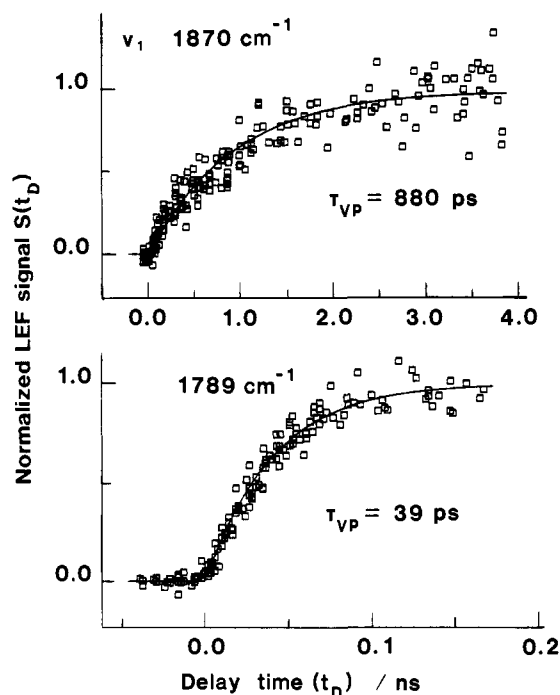 ν₁ 1870 cm⁻¹
1.0
0.0
τVP = 880 ps
0.0 1.0 2.0 3.0 4.0
Normalized LEF signal S(tD)
1789 cm⁻¹
1.0
0.0
τVP = 39 ps
0.0 0.1 0.2
Delay time (tD) / ns